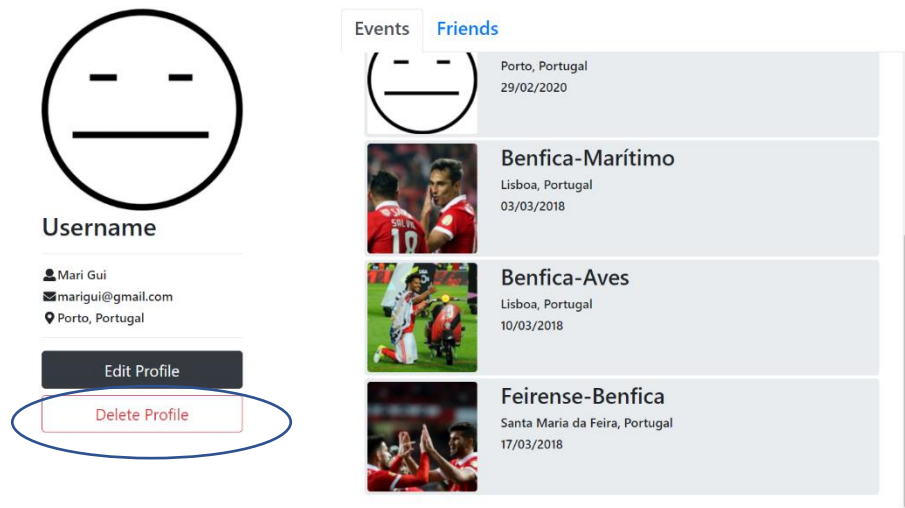 Events Friends
Porto, Portugal
29/02/2020
Benfica-Marítimo
Lisboa, Portugal
03/03/2018
SALVIO
18
Username
Mari Gui
marigui@gmail.com
Porto, Portugal
Edit Profile
Delete Profile
Benfica-Aves
Lisboa, Portugal
10/03/2018
Feirense-Benfica
Santa Maria da Feira, Portugal
17/03/2018